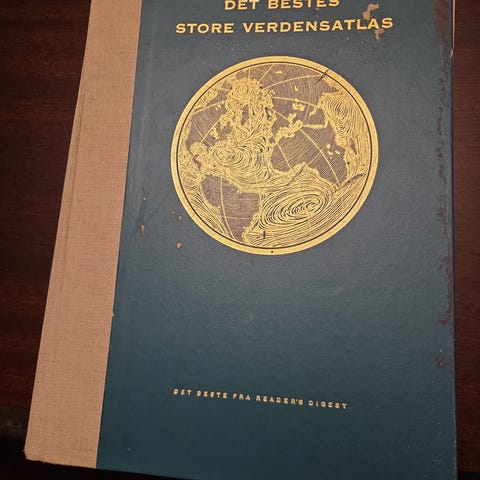 DET BESTES
STORE VERDENSATLAS
DET BESTE FRA READER'S DIGEST